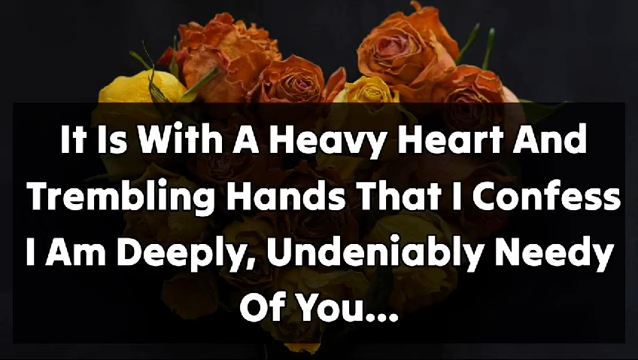 It Is With A Heavy Heart And
Trembling Hands That I Confess
I Am Deeply, Undeniably Needy
Of You...